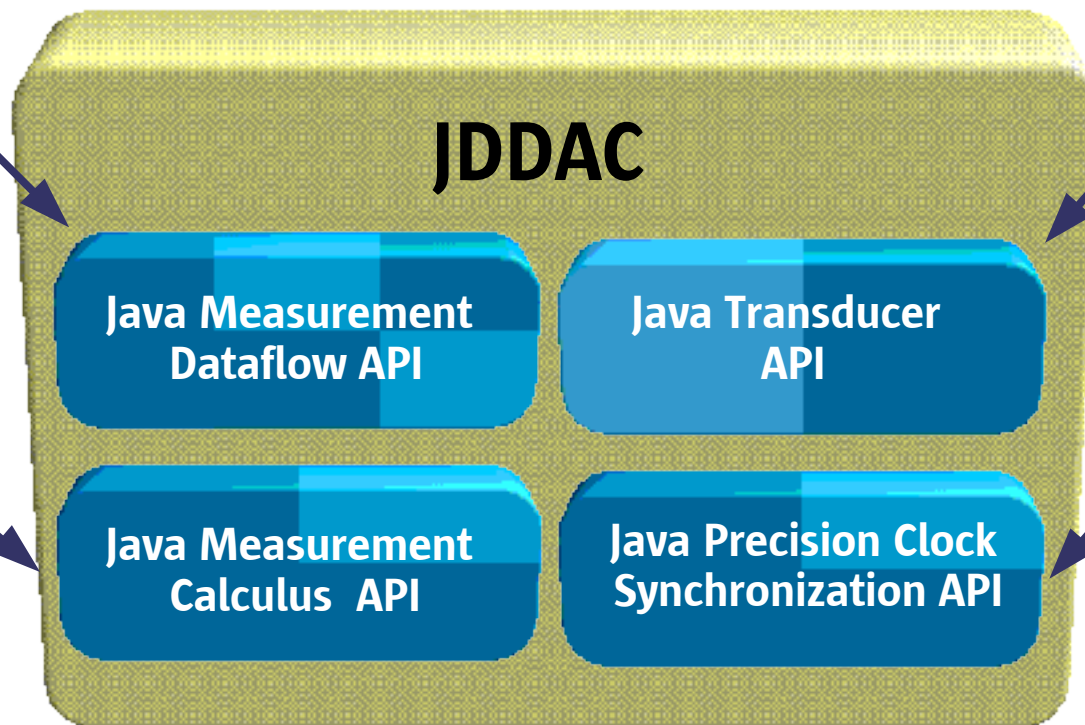 JDDAC
Java Measurement
Dataflow API
Java Transducer
API
Java Measurement
Calculus API
Java Precision Clock
Synchronization API